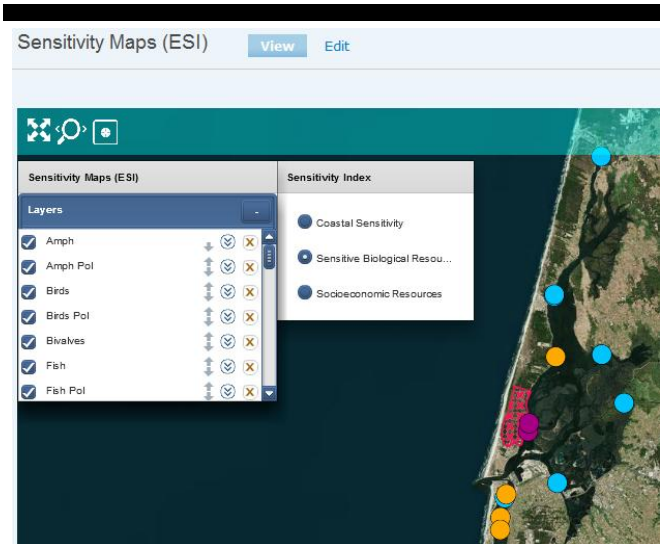 Sensitivity Maps (ESI) View Edit
Sensitivity Maps (ESI)
Layers -
Amph
Amph Pol
Birds
Birds Pol
Bivalves
Fish
Fish Pol
Sensitivity Index
Coastal Sensitivity
Sensitive Biological Resou...
Socioeconomic Resources